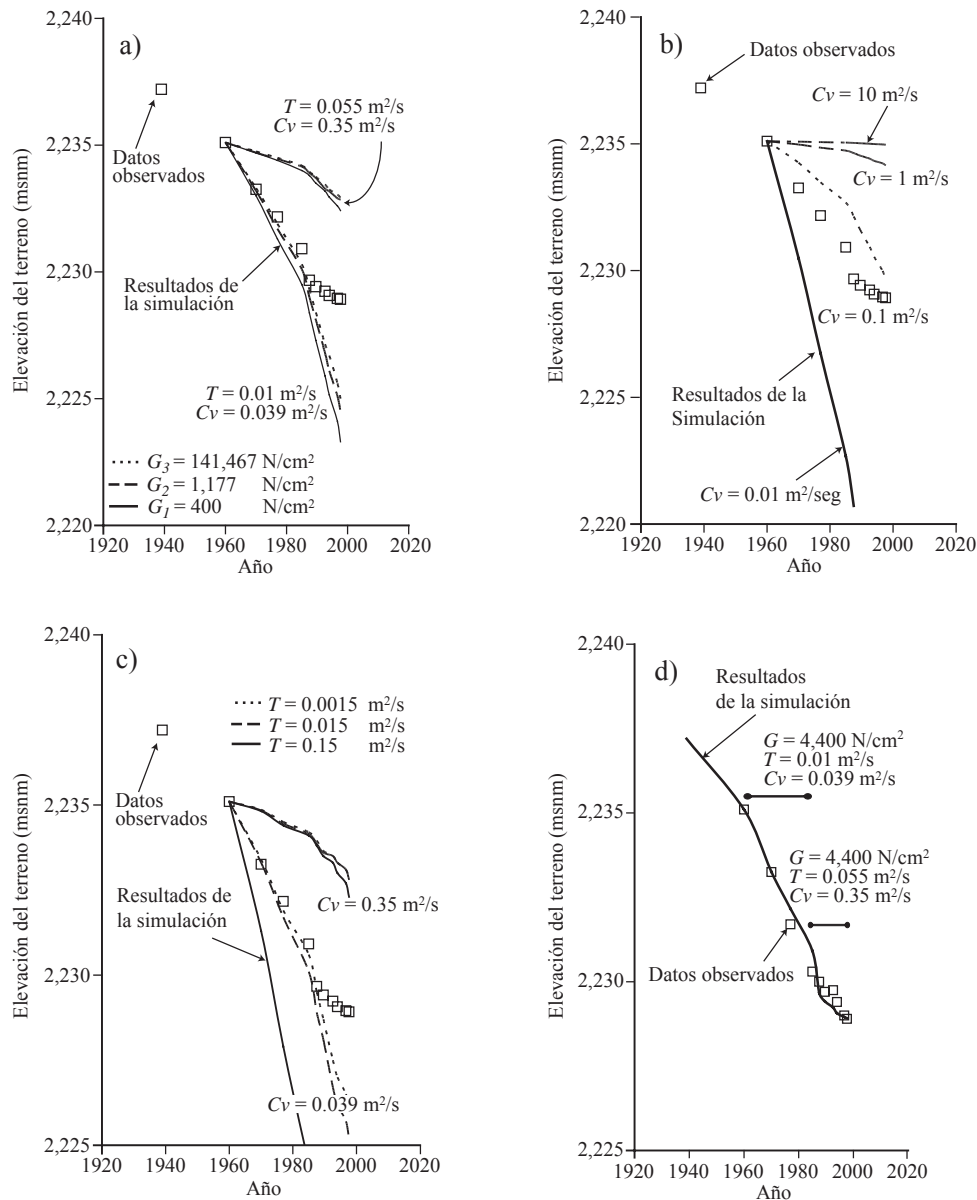 a)
2,240
2,235
2,230
2,225
2,220
Elevación del terreno (msnm)
Datos
observados
T = 0.055 m²/s
Cv = 0.35 m²/s
Resultados de
la simulación
T = 0.01 m²/s
Cv = 0.039 m²/s
G3 = 141,467 N/cm²
G2 = 1,177 N/cm²
G1 = 400 N/cm²
1920 1940 1960 1980 2000 2020
Año
b)
2,240
2,235
2,230
2,225
2,220
Elevación del terreno (msnm)
Datos observados
Cv = 10 m²/s
Cv = 1 m²/s
Cv = 0.1 m²/s
Resultados de la
Simulación
Cv = 0.01 m²/seg
1920 1940 1960 1980 2000 2020
Año
c)
2,240
2,235
2,230
2,225
Elevación del terreno (msnm)
T = 0.0015 m²/s
T = 0.015 m²/s
T = 0.15 m²/s
Datos
observados
Resultados de
la simulación
Cv = 0.35 m²/s
Cv = 0.039 m²/s
1920 1940 1960 1980 2000 2020
Año
d)
2,240
2,235
2,230
2,225
Elevación del terreno (msnm)
Resultados
de la simulación
G = 4,400 N/cm²
T = 0.01 m²/s
Cv = 0.039 m²/s
G = 4,400 N/cm²
T = 0.055 m²/s
Cv = 0.35 m²/s
Datos observados
1920 1940 1960 1980 2000 2020
Año